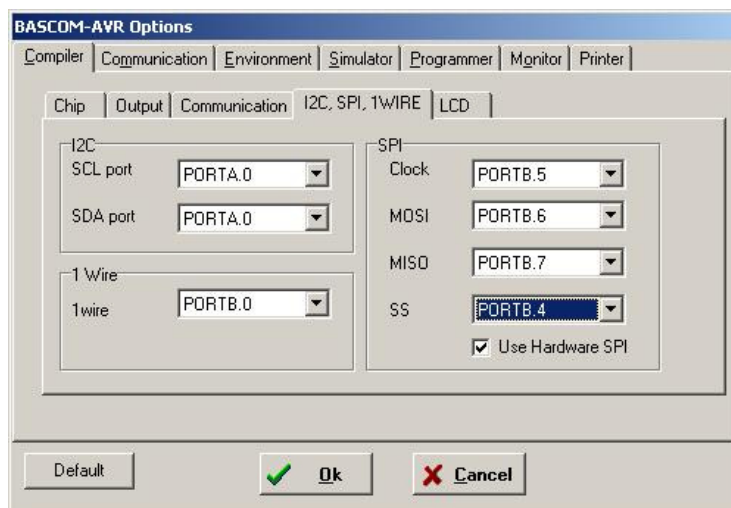 BASCOM-AVR Options
Compiler Communication Environment Simulator Programmer Monitor Printer
Chip Output Communication I2C, SPI, 1WIRE LCD
I2C
SCL port PORTA.0
SDA port PORTA.0
1 Wire
1wire PORTB.0
SPI
Clock PORTB.5
MOSI PORTB.6
MISO PORTB.7
SS PORTB.4
Use Hardware SPI
Default Ok Cancel